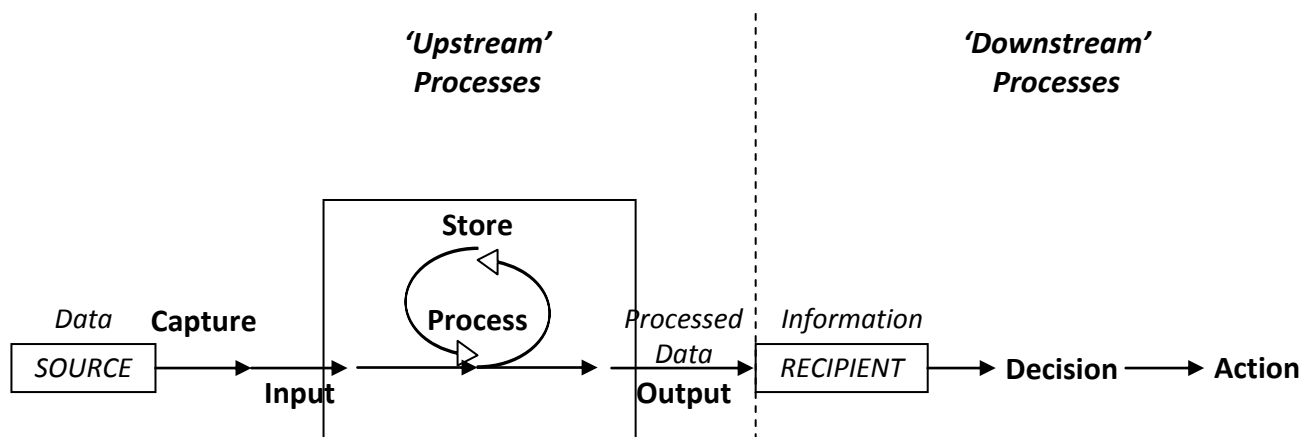 ‘Upstream’
Processes
‘Downstream’
Processes
Store
Data
Capture
Process
Processed
Data
Information
SOURCE
RECIPIENT
Decision
Action
Input
Output